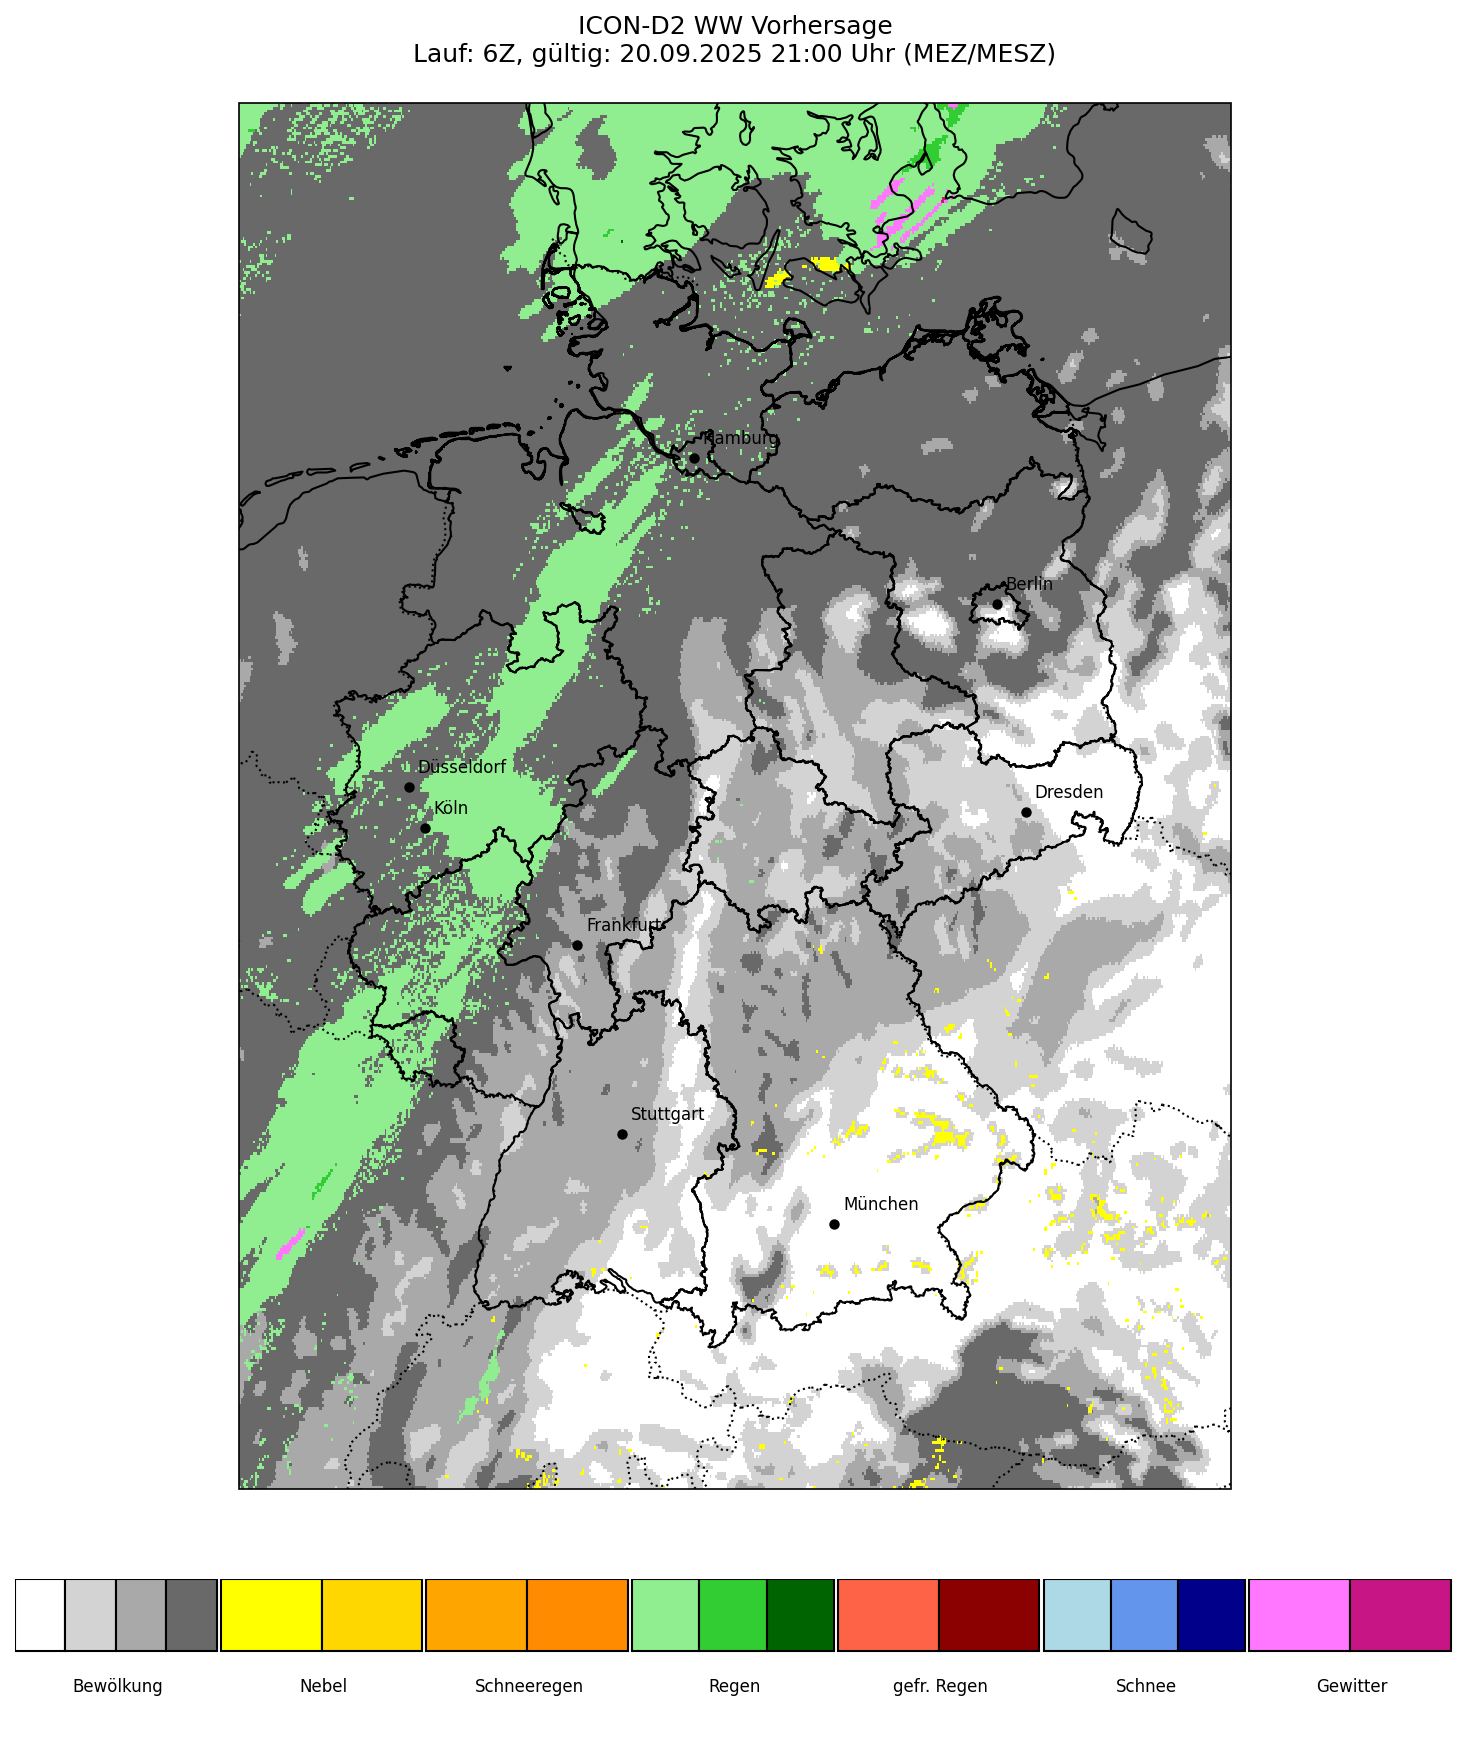 ICON-D2 WW Vorhersage
Lauf: 6Z, gültig: 20.09.2025 21:00 Uhr (MEZ/MESZ)
Hamburg
Berlin
Düsseldorf
Köln
Dresden
Frankfurt
Stuttgart
München
Bewölkung
Nebel
Schneeregen
Regen
gefr. Regen
Schnee
Gewitter